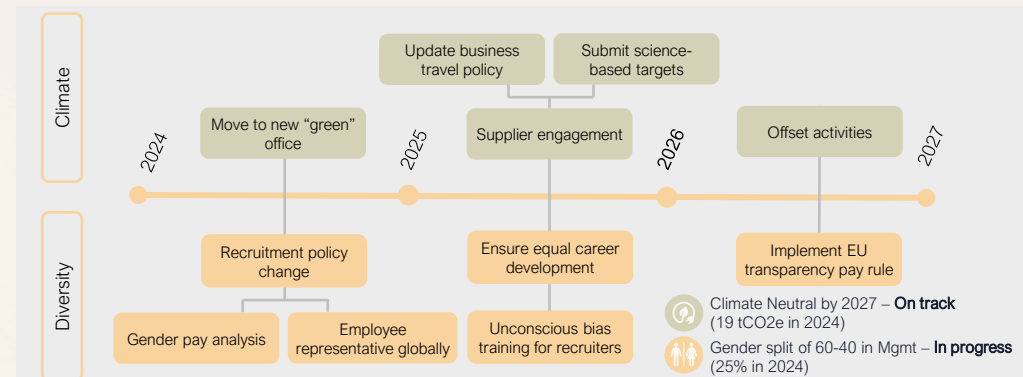 Climate
Update business
travel policy
Submit science-
based targets
Move to new “green”
office
Supplier engagement
Offset activities
2024
2025
2026
2027
Diversity
Recruitment policy
change
Gender pay analysis
Employee
representative globally
Ensure equal career
development
Unconscious bias
training for recruiters
Implement EU
transparency pay rule
Climate Neutral by 2027 – On track
(19 tCO2e in 2024)
Gender split of 60-40 in Mgmt – In progress
(25% in 2024)